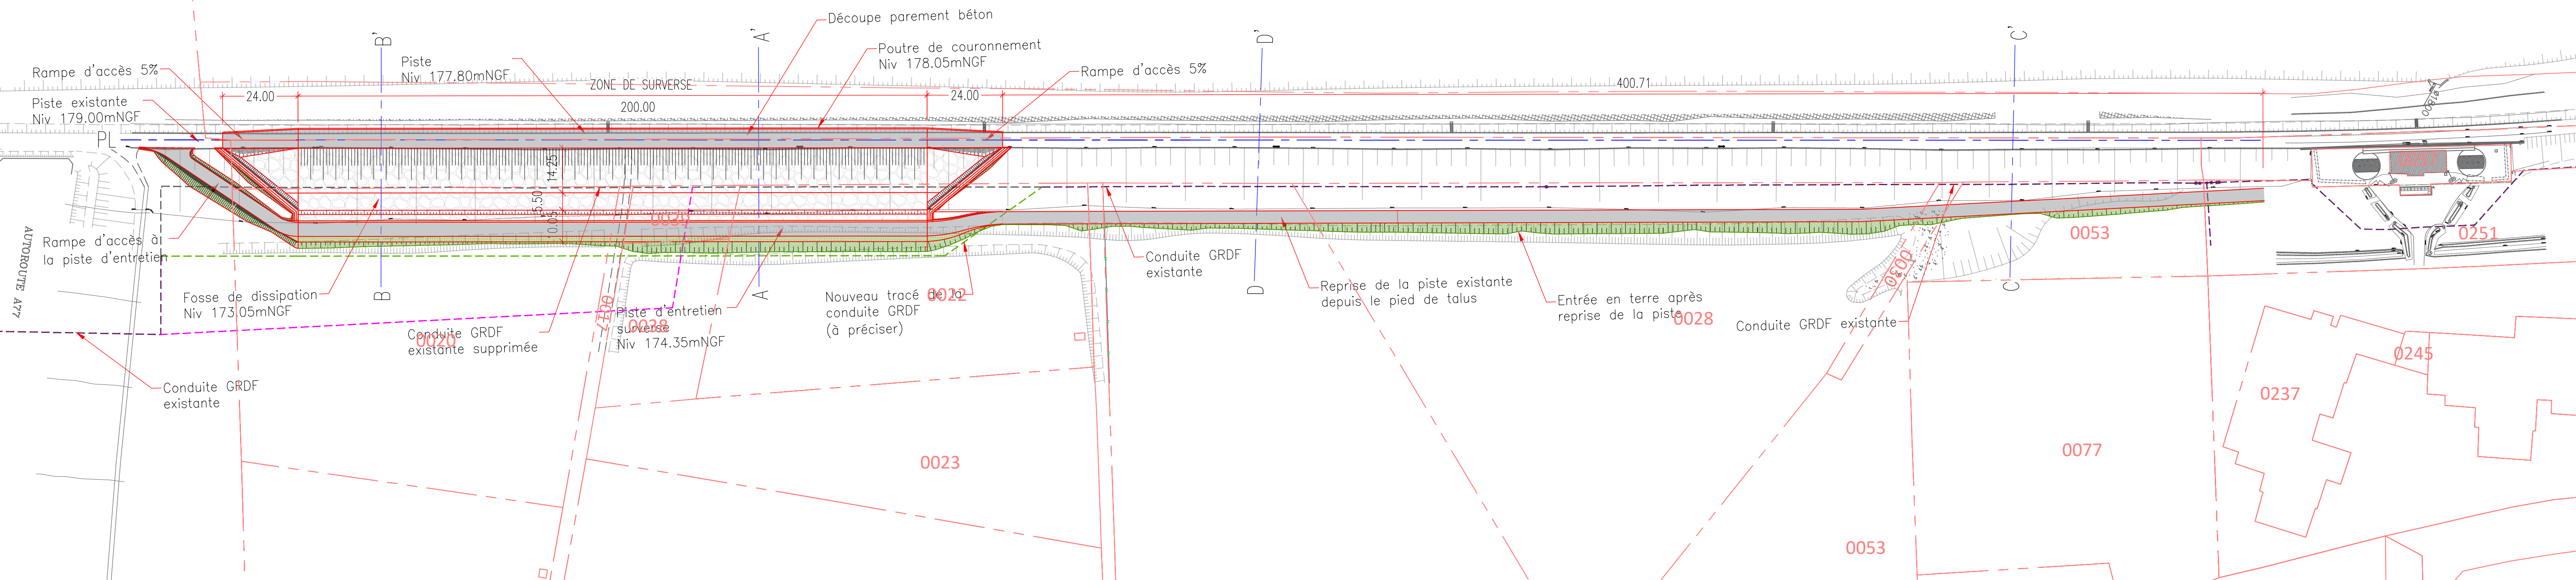 Découpe parement béton
Poutre de couronnement
Niv 178.05mNGF
B'
A'
D'
C'
Piste
Niv 177.80mNGF
Rampe d'accès 5%
Rampe d'accès 5%
ZONE DE SURVERSE
24.00
200.00
24.00
400.71
Piste existante
Niv 179.00mNGF
PL
14.25
5.50
0.05
0037
Rampe d'accès à
la piste d'entretien
AUTOROUTE A77
0053
0251
Conduite GRDF
existante
Fosse de dissipation
Niv 173.05mNGF
B
A
D
C
Nouveau tracé de la
conduite GRDF
(à préciser)
0022
Reprise de la piste existante
depuis le pied de talus
Entrée en terre après
reprise de la piste
0028
0300
Conduite GRDF existante
Piste d'entretien
surverse
Niv 174.35mNGF
0028
Conduite GRDF
existante supprimée
0020
Conduite GRDF
existante
0245
0237
0023
0077
0053